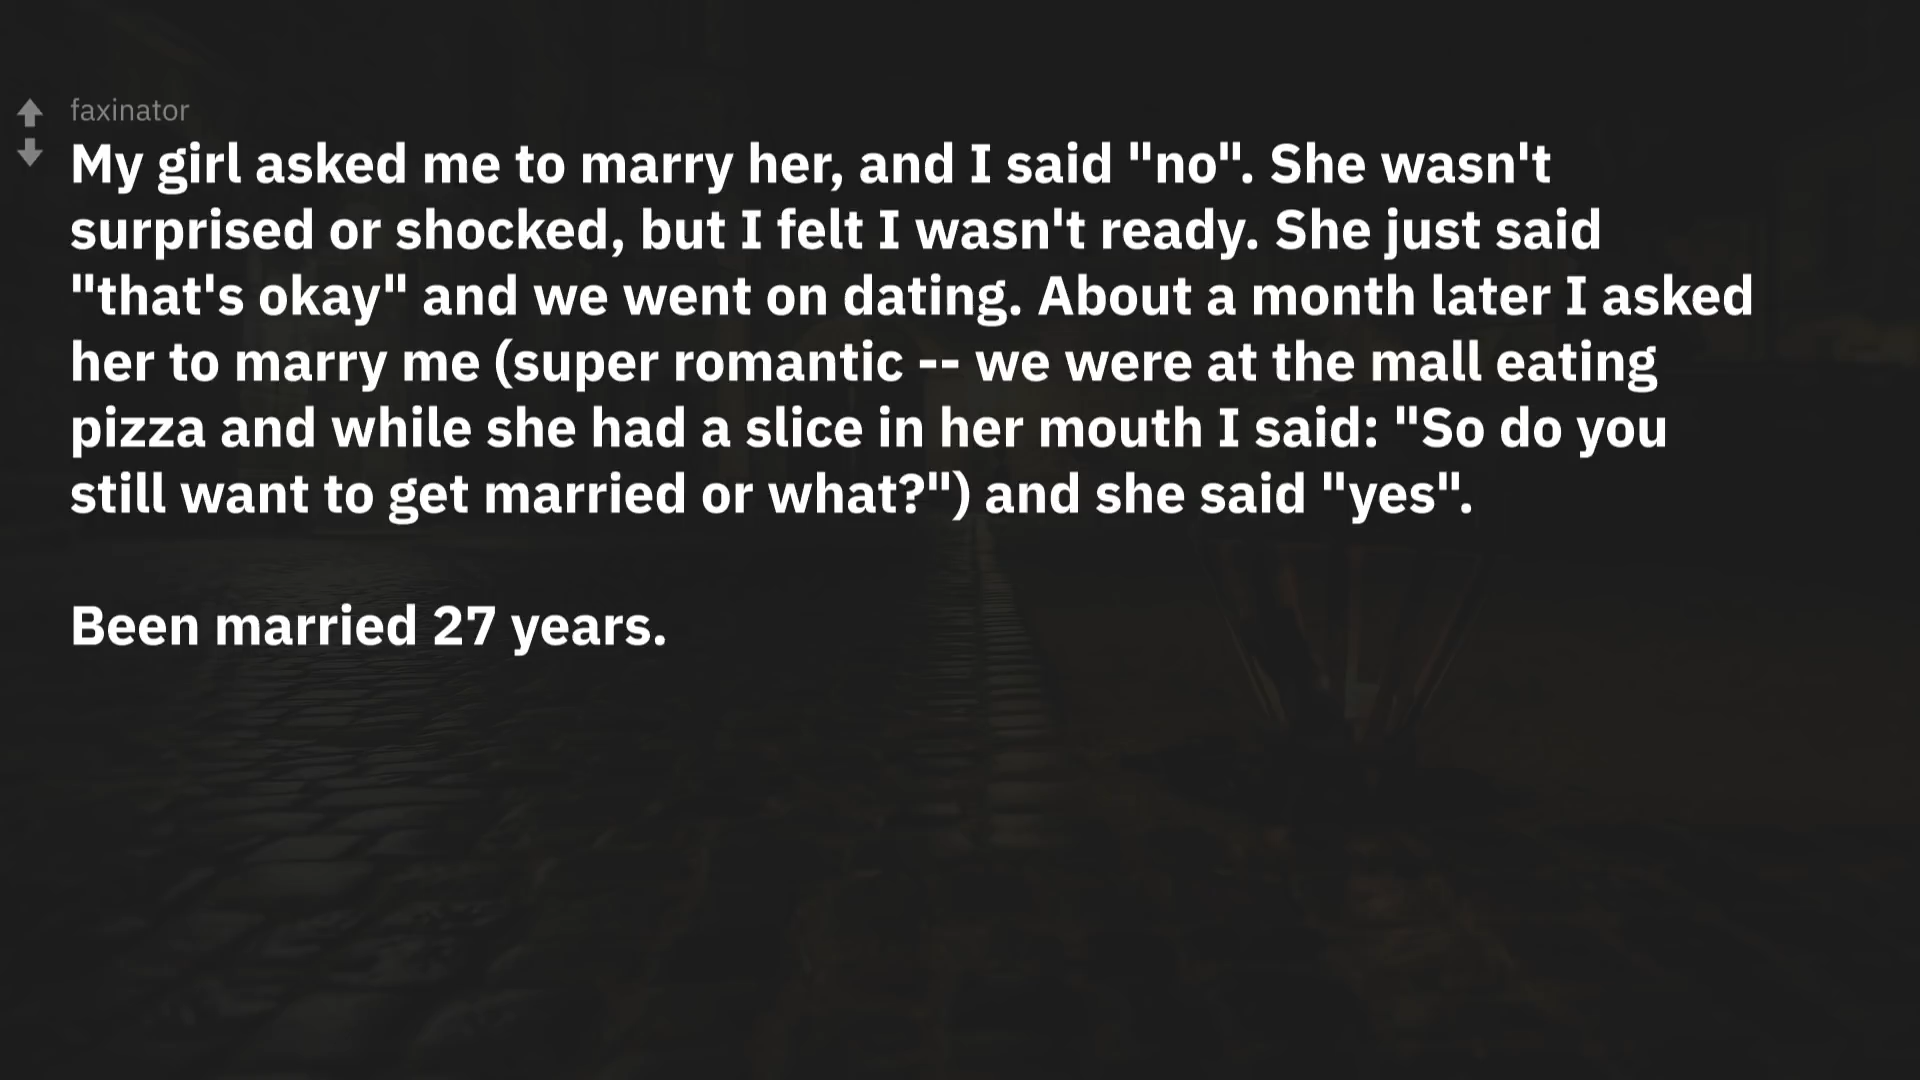 faxinator
My girl asked me to marry her, and I said "no". She wasn't
surprised or shocked, but I felt I wasn't ready. She just said
"that's okay" and we went on dating. About a month later I asked
her to marry me (super romantic -- we were at the mall eating
pizza and while she had a slice in her mouth I said: "So do you
still want to get married or what?") and she said "yes".
Been married 27 years.